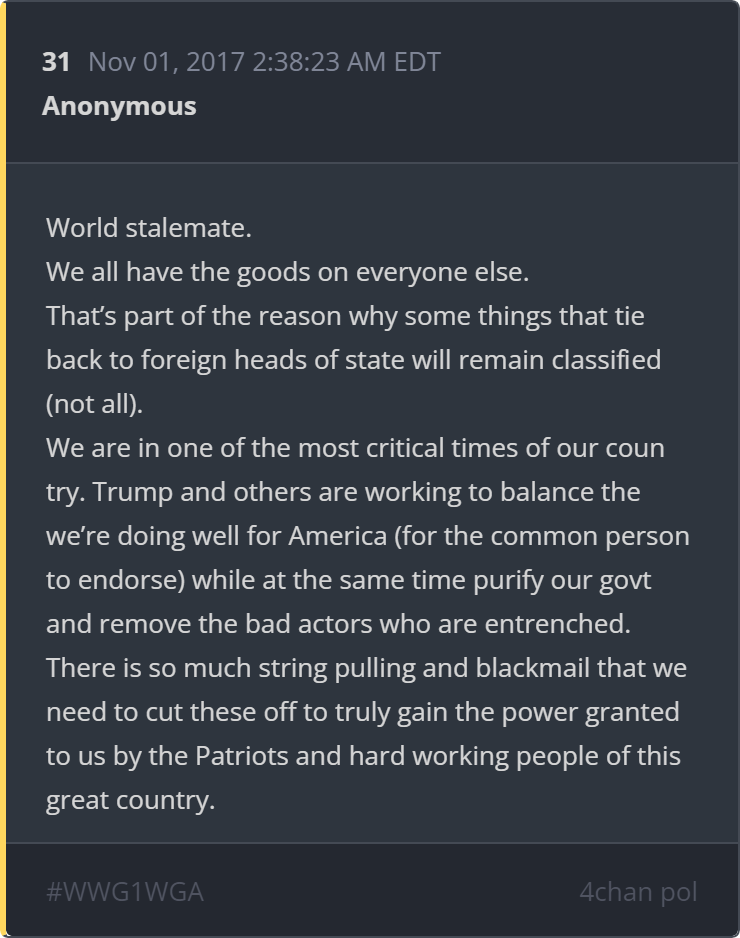 31 Nov 01, 2017 2:38:23 AM EDT
Anonymous
World stalemate.
We all have the goods on everyone else.
That’s part of the reason why some things that tie
back to foreign heads of state will remain classified
(not all).
We are in one of the most critical times of our coun
try. Trump and others are working to balance the
we’re doing well for America (for the common person
to endorse) while at the same time purify our govt
and remove the bad actors who are entrenched.
There is so much string pulling and blackmail that we
need to cut these off to truly gain the power granted
to us by the Patriots and hard working people of this
great country.
#WWG1WGA 4chan pol